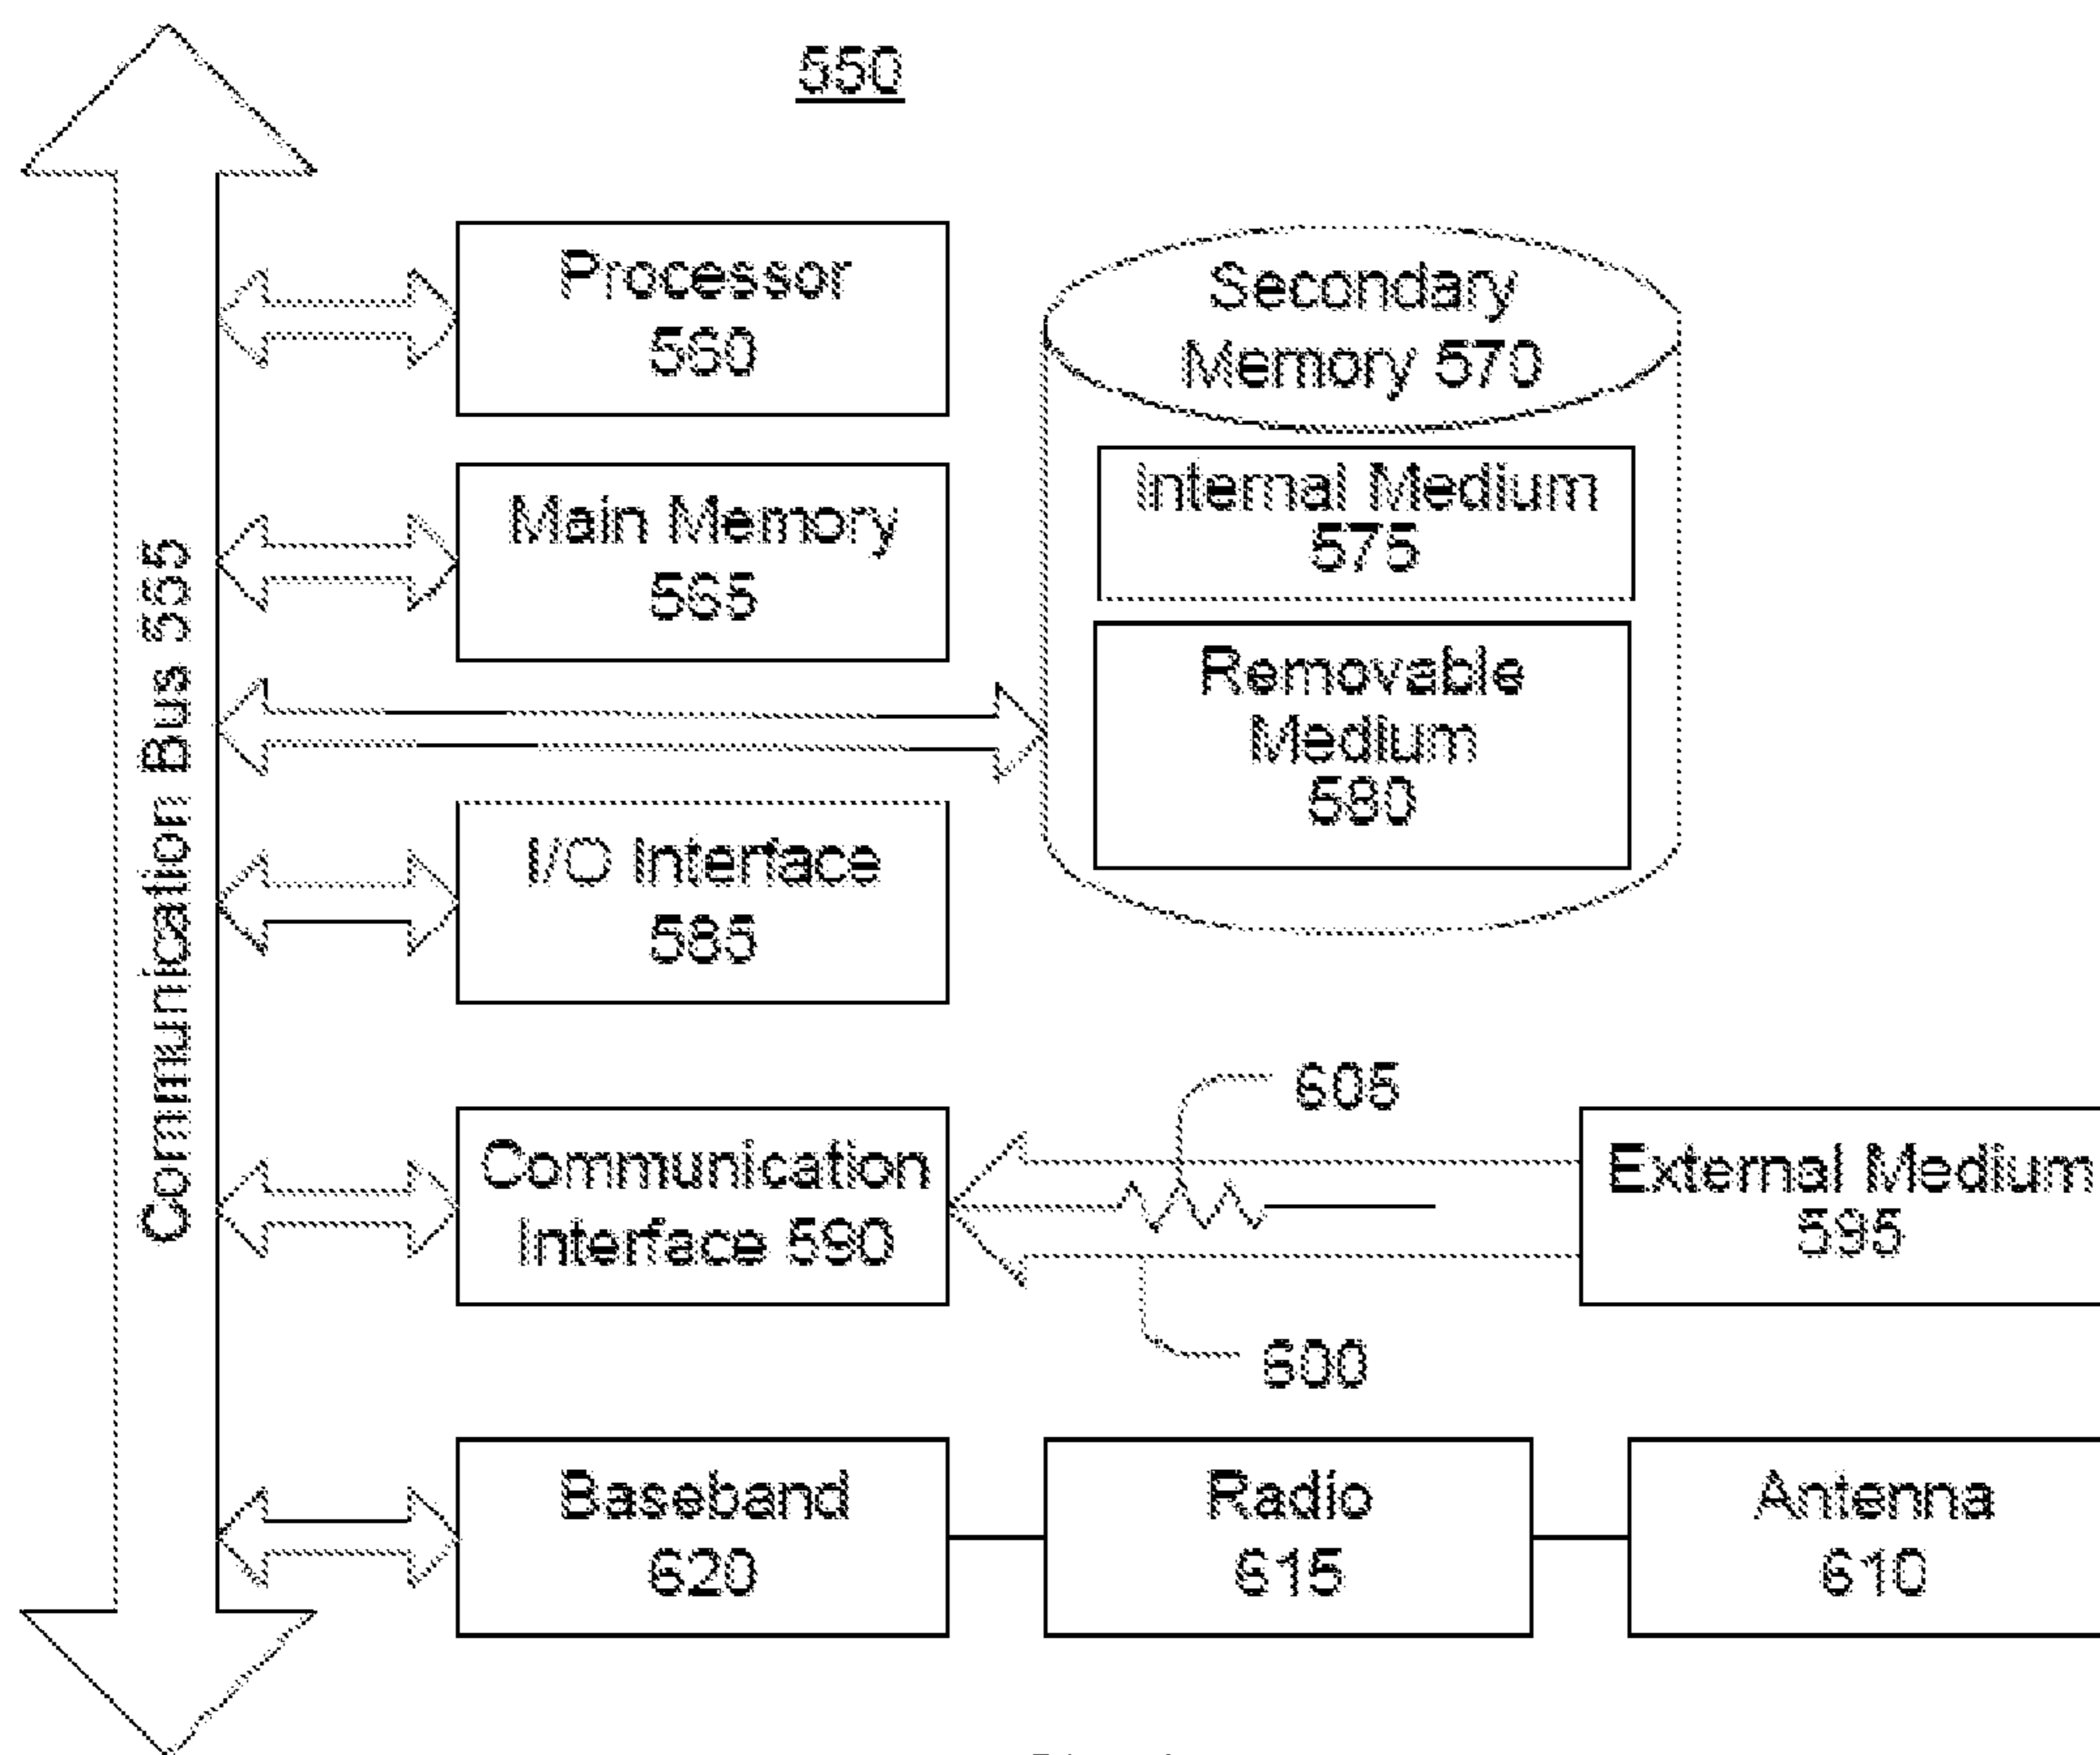 550
Communication Bus 555
Processor
560
Main Memory
565
Secondary
Memory 570
Internal Medium
575
Removable
Medium
580
I/O Interface
585
Communication
Interface 590
605
600
External Medium
595
Baseband
620
Radio
615
Antenna
610